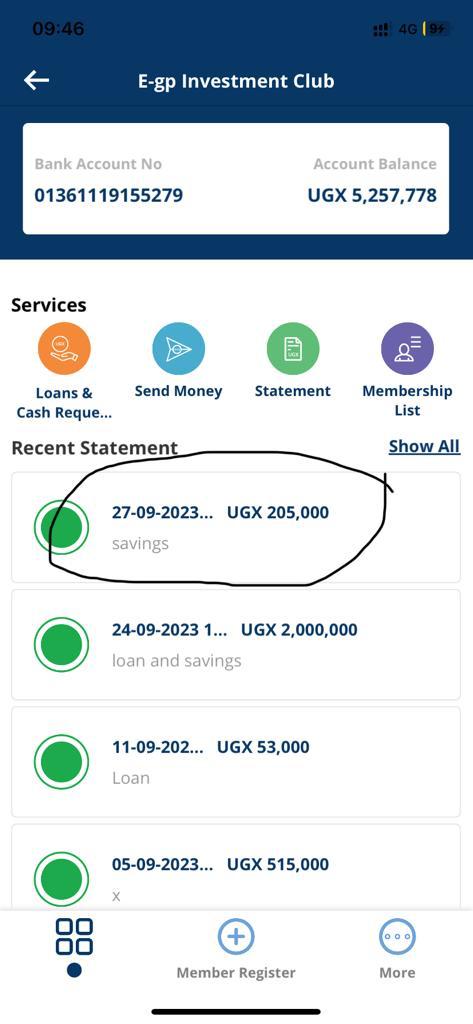 09:46
4G 9
E-gp Investment Club
Bank Account No Account Balance
01361119155279 UGX 5,257,778
Services
UGX
UGX
Loans &
Cash Reque...
Send Money
Statement
Membership
List
Recent Statement Show All
27-09-2023... UGX 205,000
savings
24-09-2023 1... UGX 2,000,000
loan and savings
11-09-202... UGX 53,000
Loan
05-09-2023... UGX 515,000
x
Member Register More